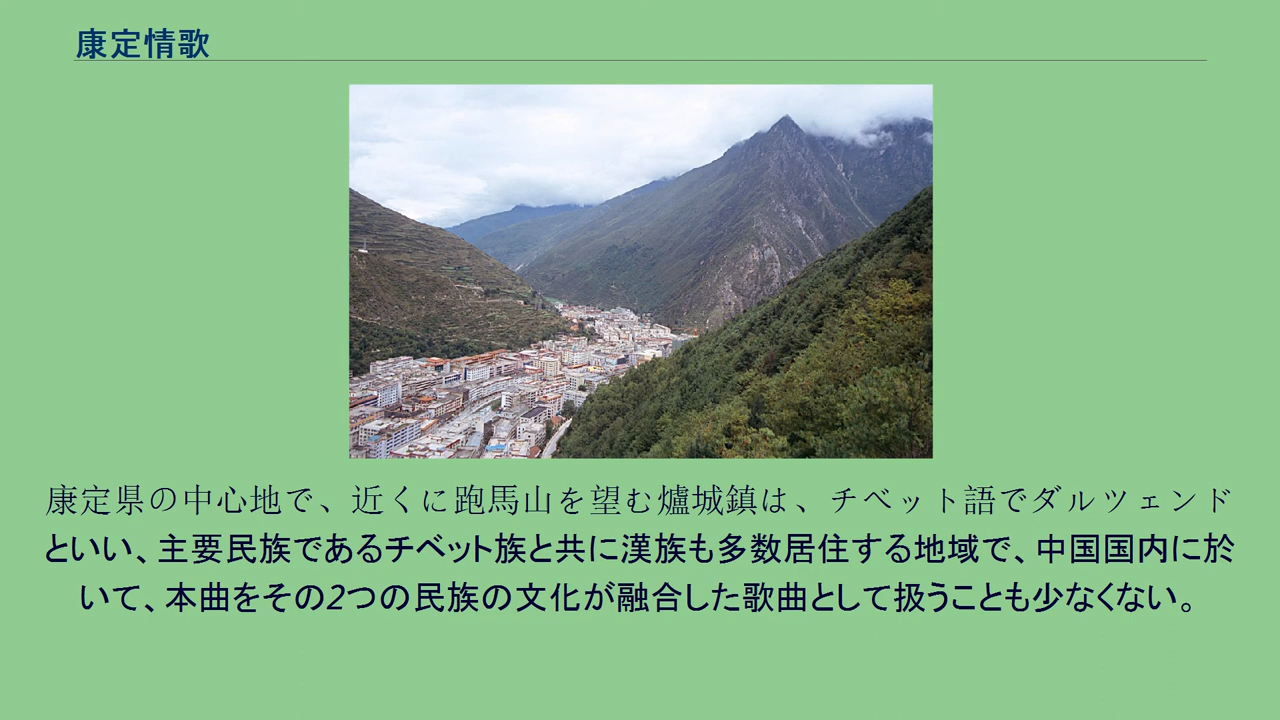 康定情歌
康定県の中心地で、近くに跑馬山を望む爐城鎮は、チベット語でダルツェンド
といい、主要民族であるチベット族と共に漢族も多数居住する地域で、中国国内に於
いて、本曲をその2つの民族の文化が融合した歌曲として扱うことも少なくない。